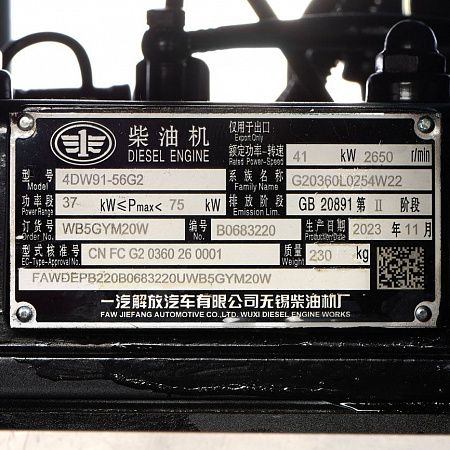 柴油机
DIESEL ENGINE
仅用于出口
Export Only
额定功率·转速 41 kW 2650 r/min
Rated Power·Speed
型号 4DW91-56G2 系族名称 G20360L0254W22
Model Family Name
功率段 37 kW≤Pmax< 75 kW 排放阶段 GB 20891 第 II 阶段
Power Range Emission Lim.
订货号 WB5GYM20W 编号 B0683220 生产日期 2023 年 11 月
Order No. No. Production Date
型式核准号 CN FC G2 0360 26 0001 质量 230 kg
EC-Type-Approval No. Weight
FAWDEPB220B0683220UWB5GYM20W
一汽解放汽车有限公司无锡柴油机厂
FAW JIEFANG AUTOMOTIVE CO.,LTD. WUXI DIESEL ENGINE WORKS